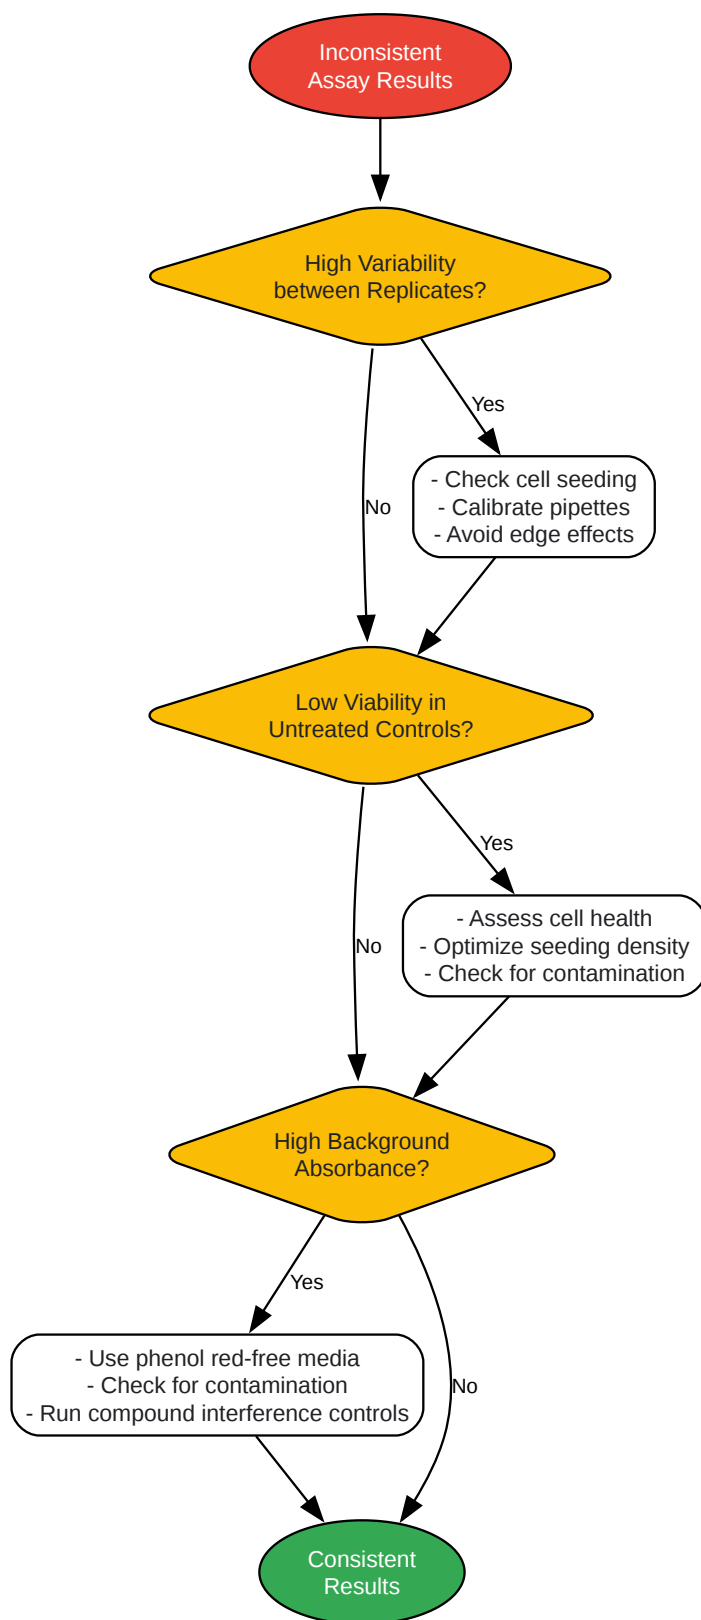 Inconsistent
Assay Results
High Variability
between Replicates?
Yes
No
- Check cell seeding
- Calibrate pipettes
- Avoid edge effects
Low Viability in
Untreated Controls?
Yes
No
- Assess cell health
- Optimize seeding density
- Check for contamination
High Background
Absorbance?
Yes
No
- Use phenol red-free media
- Check for contamination
- Run compound interference controls
Consistent
Results